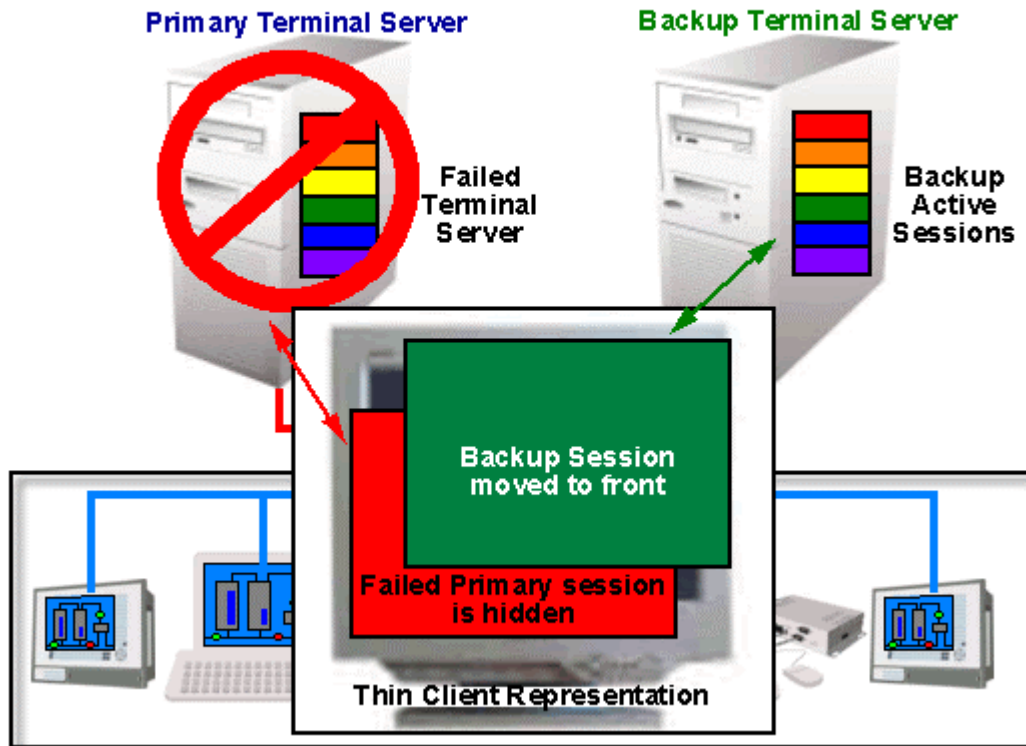 Primary Terminal Server
Backup Terminal Server
Failed
Terminal
Server
Backup
Active
Sessions
Backup Session
moved to front
Failed Primary session
is hidden
Thin Client Representation